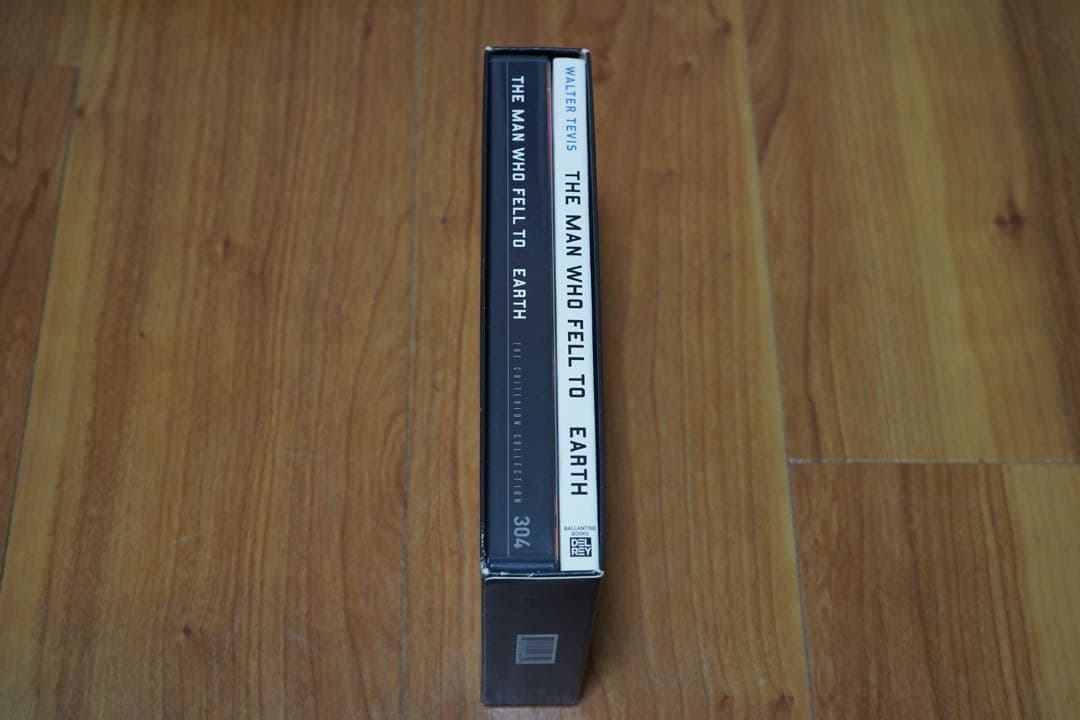 THE MAN WHO FELL TO EARTH
THE CRITERION COLLECTION
304
WALTER TEVIS
THE MAN WHO FELL TO EARTH
BALLANTINE
BOOKS
DEL
REY